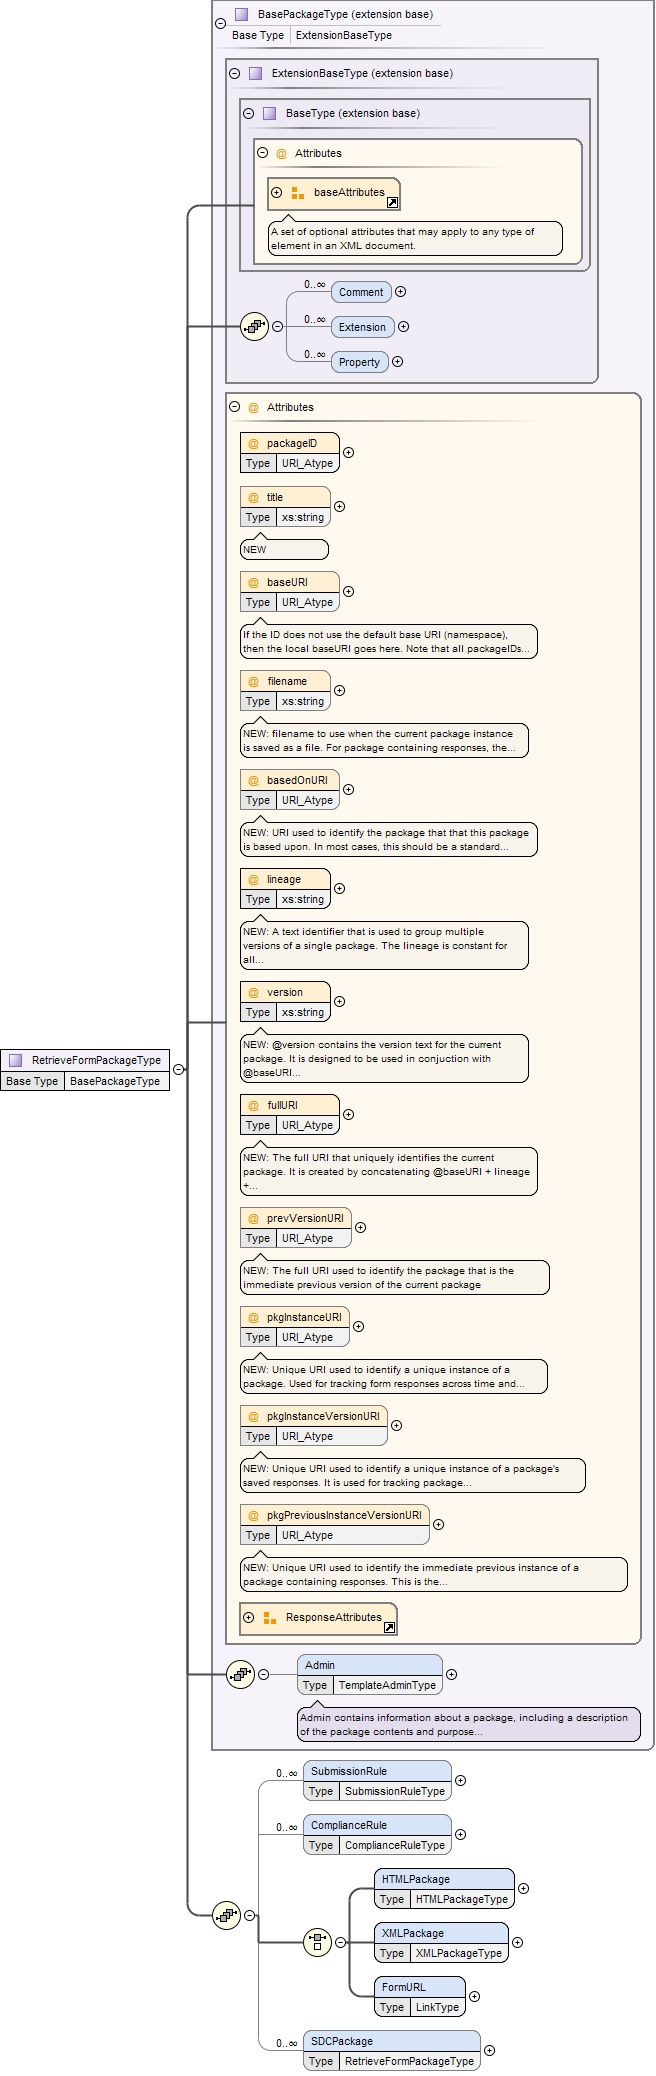 BasePackageType (extension base)
Base Type ExtensionBaseType
ExtensionBaseType (extension base)
BaseType (extension base)
@ Attributes
baseAttributes
A set of optional attributes that may apply to any type of
element in an XML document.
0..∞ Comment
0..∞ Extension
0..∞ Property
@ Attributes
@ packageID
Type URI_Atype
@ title
Type xs:string
NEW
@ baseURI
Type URI_Atype
If the ID does not use the default base URI (namespace),
then the local baseURI goes here. Note that all packageIDs...
@ filename
Type xs:string
NEW: filename to use when the current package instance
is saved as a file. For package containing responses, the...
@ basedOnURI
Type URI_Atype
NEW: URI used to identify the package that that this package
is based upon. In most cases, this should be a standard...
@ lineage
Type xs:string
NEW: A text identifier that is used to group multiple
versions of a single package. The lineage is constant for
all...
@ version
Type xs:string
NEW: @version contains the version text for the current
package. It is designed to be used in conjuction with
@baseURI...
RetrieveFormPackageType
Base Type BasePackageType
@ fullURI
Type URI_Atype
NEW: The full URI that uniquely identifies the current
package. It is created by concatenating @baseURI + lineage
+...
@ prevVersionURI
Type URI_Atype
NEW: The full URI used to identify the package that is the
immediate previous version of the current package
@ pkgInstanceURI
Type URI_Atype
NEW: Unique URI used to identify a unique instance of a
package. Used for tracking form responses across time and...
@ pkgInstanceVersionURI
Type URI_Atype
NEW: Unique URI used to identify a unique instance of a package's
saved responses. It is used for tracking package...
@ pkgPreviousInstanceVersionURI
Type URI_Atype
NEW: Unique URI used to identify the immediate previous instance of a
package containing responses. This is the...
ResponseAttributes
Admin
Type TemplateAdminType
Admin contains information about a package, including a description
of the package contents and purpose...
0..∞ SubmissionRule
Type SubmissionRuleType
0..∞ ComplianceRule
Type ComplianceRuleType
HTMLPackage
Type HTMLPackageType
XMLPackage
Type XMLPackageType
FormURL
Type LinkType
0..∞ SDCPackage
Type RetrieveFormPackageType